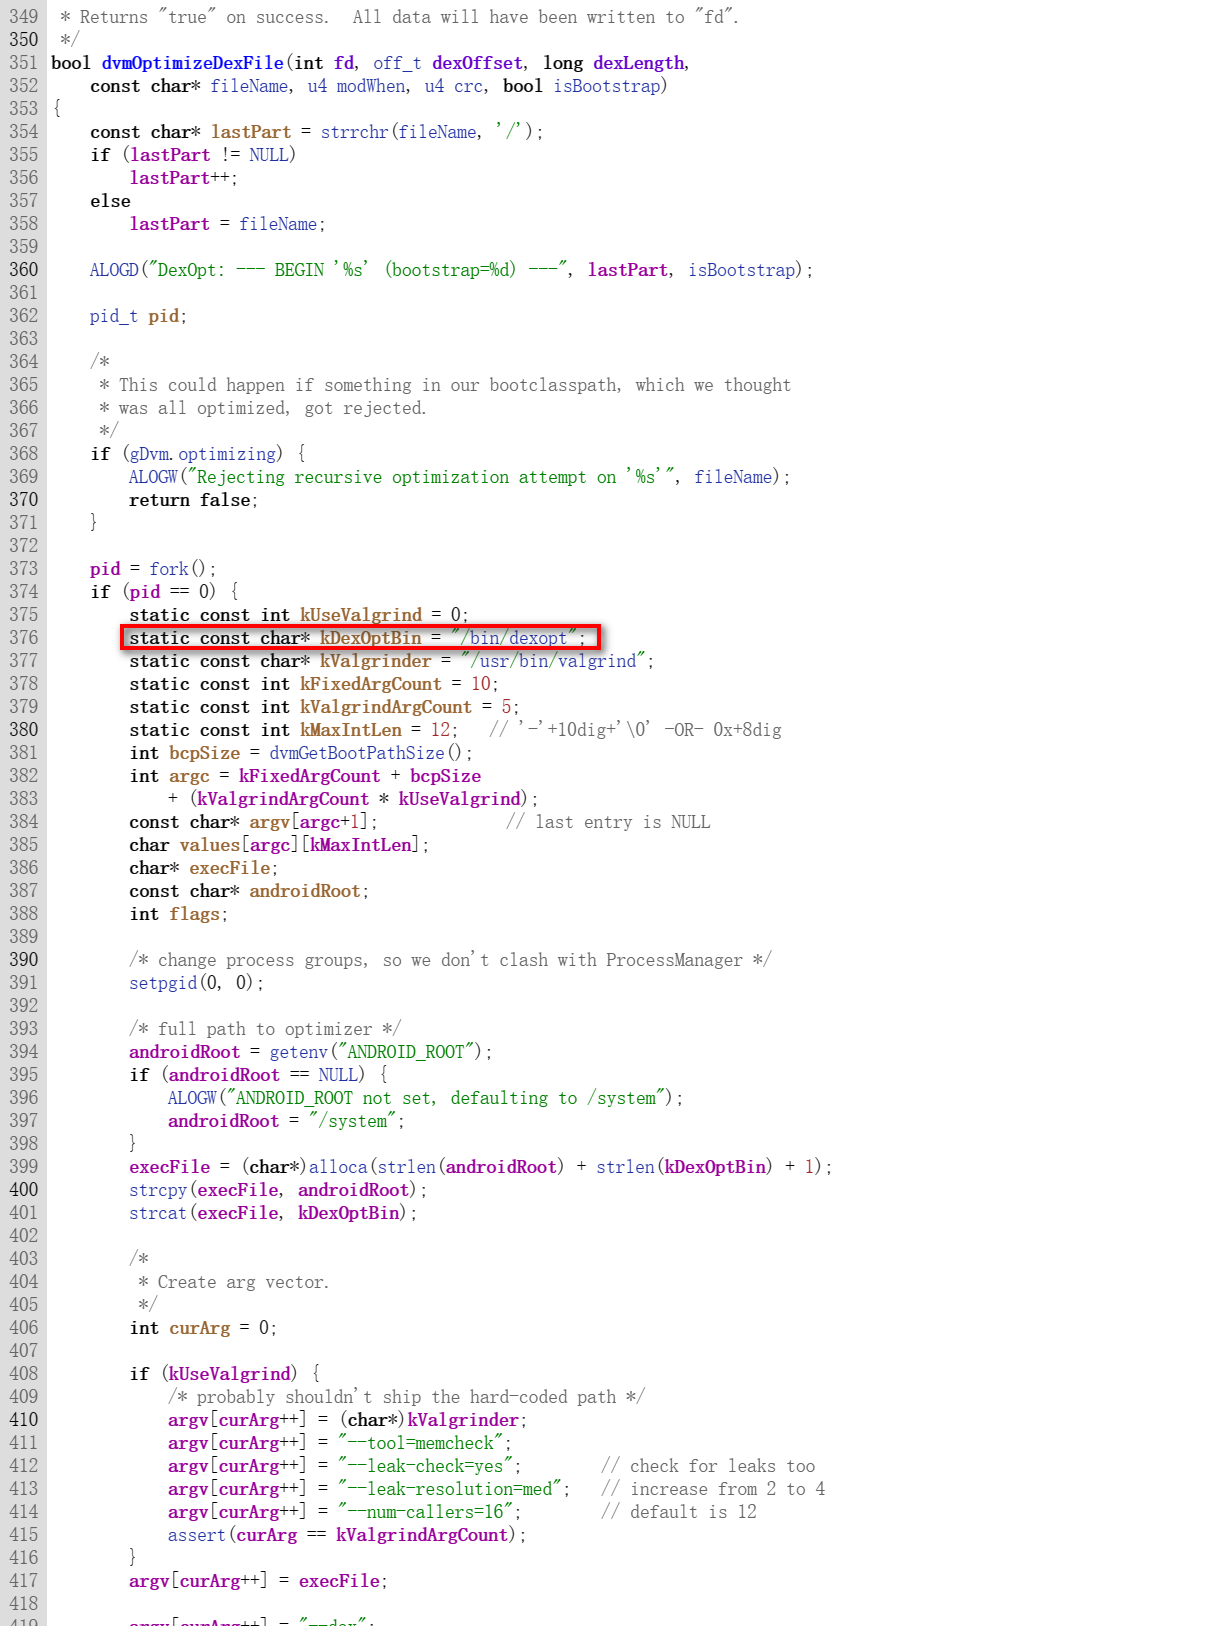 349  * Returns "true" on success.  All data will have been written to "fd".
350  */
351 bool dvmOptimizeDexFile(int fd, off_t dexOffset, long dexLength,
352     const char* fileName, u4 modWhen, u4 crc, bool isBootstrap)
353 {
354     const char* lastPart = strrchr(fileName, '/');
355     if (lastPart != NULL)
356         lastPart++;
357     else
358         lastPart = fileName;
359
360     ALOGD("DexOpt: --- BEGIN '%s' (bootstrap=%d) ---", lastPart, isBootstrap);
361
362     pid_t pid;
363
364     /*
365      * This could happen if something in our bootclasspath, which we thought
366      * was all optimized, got rejected.
367      */
368     if (gDvm.optimizing) {
369         ALOGW("Rejecting recursive optimization attempt on '%s'", fileName);
370         return false;
371     }
372
373     pid = fork();
374     if (pid == 0) {
375         static const int kUseValgrind = 0;
376         static const char* kDexOptBin = "/bin/dexopt";
377         static const char* kValgrinder = "/usr/bin/valgrind";
378         static const int kFixedArgCount = 10;
379         static const int kValgrindArgCount = 5;
380         static const int kMaxIntLen = 12;   // '-'+10dig+'\0' -OR- 0x+8dig
381         int bcpSize = dvmGetBootPathSize();
382         int argc = kFixedArgCount + bcpSize
383             + (kValgrindArgCount * kUseValgrind);
384         const char* argv[argc+1];             // last entry is NULL
385         char values[argc][kMaxIntLen];
386         char* execFile;
387         const char* androidRoot;
388         int flags;
389
390         /* change process groups, so we don't clash with ProcessManager */
391         setpgid(0, 0);
392
393         /* full path to optimizer */
394         androidRoot = getenv("ANDROID_ROOT");
395         if (androidRoot == NULL) {
396             ALOGW("ANDROID_ROOT not set, defaulting to /system");
397             androidRoot = "/system";
398         }
399         execFile = (char*)alloca(strlen(androidRoot) + strlen(kDexOptBin) + 1);
400         strcpy(execFile, androidRoot);
401         strcat(execFile, kDexOptBin);
402
403         /*
404          * Create arg vector.
405          */
406         int curArg = 0;
407
408         if (kUseValgrind) {
409             /* probably shouldn't ship the hard-coded path */
410             argv[curArg++] = (char*)kValgrinder;
411             argv[curArg++] = "--tool=memcheck";
412             argv[curArg++] = "--leak-check=yes";        // check for leaks too
413             argv[curArg++] = "--leak-resolution=med";   // increase from 2 to 4
414             argv[curArg++] = "--num-callers=16";        // default is 12
415             assert(curArg == kValgrindArgCount);
416         }
417         argv[curArg++] = execFile;
418
419         argv[curArg++] = "--dex";